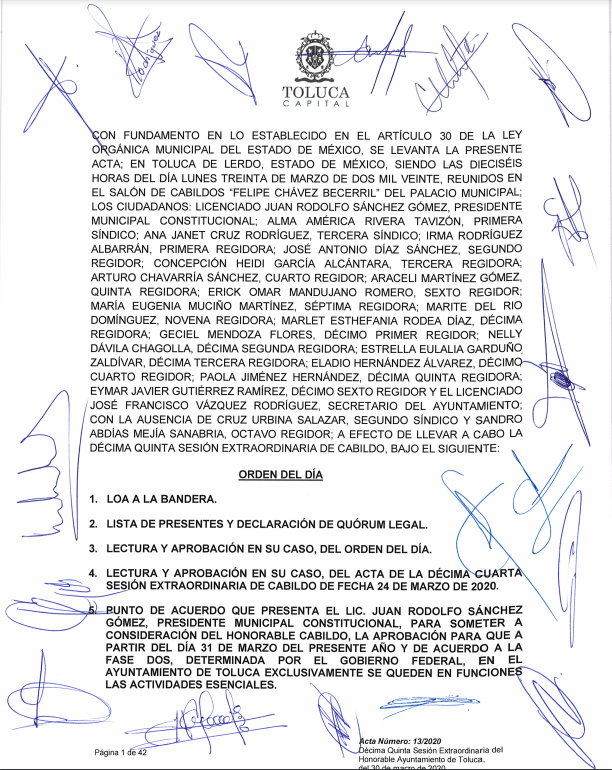 TOLUCA
CAPITAL
CON FUNDAMENTO EN LO ESTABLECIDO EN EL ARTÍCULO 30 DE LA LEY
ORGÁNICA MUNICIPAL DEL ESTADO DE MÉXICO, SE LEVANTA LA PRESENTE
ACTA; EN TOLUCA DE LERDO, ESTADO DE MÉXICO, SIENDO LAS DIECISÉIS
HORAS DEL DÍA LUNES TREINTA DE MARZO DE DOS MIL VEINTE, REUNIDOS EN
EL SALÓN DE CABILDOS “FELIPE CHÁVEZ BECERRIL” DEL PALACIO MUNICIPAL;
LOS CIUDADANOS: LICENCIADO JUAN RODOLFO SÁNCHEZ GÓMEZ, PRESIDENTE
MUNICIPAL CONSTITUCIONAL; ALMA AMÉRICA RIVERA TAVIZÓN, PRIMERA
SÍNDICO; ANA JANET CRUZ RODRÍGUEZ, TERCERA SÍNDICO; IRMA RODRÍGUEZ
ALBARRÁN, PRIMERA REGIDORA; JOSÉ ANTONIO DÍAZ SÁNCHEZ, SEGUNDO
REGIDOR; CONCEPCIÓN HEIDI GARCÍA ALCÁNTARA, TERCERA REGIDORA;
ARTURO CHAVARRÍA SÁNCHEZ, CUARTO REGIDOR; ARACELI MARTÍNEZ GÓMEZ,
QUINTA REGIDORA; ERICK OMAR MANDUJANO ROMERO, SEXTO REGIDOR;
MARÍA EUGENIA MUCIÑO MARTÍNEZ, SÉPTIMA REGIDORA; MARITE DEL RIO
DOMÍNGUEZ, NOVENA REGIDORA; MARLET ESTHEFANIA RODEA DÍAZ, DÉCIMA
REGIDORA; GECIEL MENDOZA FLORES, DÉCIMO PRIMER REGIDOR; NELLY
DÁVILA CHAGOLLA, DÉCIMA SEGUNDA REGIDORA; ESTRELLA EULALIA GARDUÑO
ZALDÍVAR, DÉCIMA TERCERA REGIDORA; ELADIO HERNÁNDEZ ÁLVAREZ, DÉCIMO
CUARTO REGIDOR; PAOLA JIMÉNEZ HERNÁNDEZ, DÉCIMA QUINTA REGIDORA;
EYMAR JAVIER GUTIÉRREZ RAMÍREZ, DÉCIMO SEXTO REGIDOR Y EL LICENCIADO
JOSÉ FRANCISCO VÁZQUEZ RODRÍGUEZ, SECRETARIO DEL AYUNTAMIENTO;
CON LA AUSENCIA DE CRUZ URBINA SALAZAR, SEGUNDO SÍNDICO Y SANDRO
ABDÍAS MEJÍA SANABRIA, OCTAVO REGIDOR; A EFECTO DE LLEVAR A CABO LA
DÉCIMA QUINTA SESIÓN EXTRAORDINARIA DE CABILDO, BAJO EL SIGUIENTE:
ORDEN DEL DÍA
1. LOA A LA BANDERA.
2. LISTA DE PRESENTES Y DECLARACIÓN DE QUÓRUM LEGAL.
3. LECTURA Y APROBACIÓN EN SU CASO, DEL ORDEN DEL DÍA.
4. LECTURA Y APROBACIÓN EN SU CASO, DEL ACTA DE LA DÉCIMA CUARTA
SESIÓN EXTRAORDINARIA DE CABILDO DE FECHA 24 DE MARZO DE 2020.
5. PUNTO DE ACUERDO QUE PRESENTA EL LIC. JUAN RODOLFO SÁNCHEZ
GÓMEZ, PRESIDENTE MUNICIPAL CONSTITUCIONAL, PARA SOMETER A
CONSIDERACIÓN DEL HONORABLE CABILDO, LA APROBACIÓN PARA QUE A
PARTIR DEL DÍA 31 DE MARZO DEL PRESENTE AÑO Y DE ACUERDO A LA
FASE DOS, DETERMINADA POR EL GOBIERNO FEDERAL, EN EL
AYUNTAMIENTO DE TOLUCA EXCLUSIVAMENTE SE QUEDEN EN FUNCIONES
LAS ACTIVIDADES ESENCIALES.
Página 1 de 42
Acta Número: 13/2020
Décima Quinta Sesión Extraordinaria del
Honorable Ayuntamiento de Toluca,
del 30 de marzo de 2020